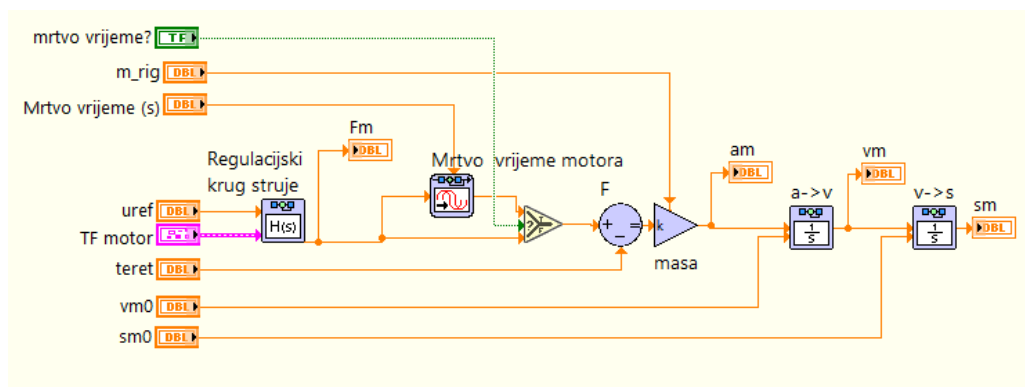 mrtvo vrijeme?
TF
m_rig
DBL
Mrtvo vrijeme (s)
DBL
Fm
DBL
Regulacijski
krug struje
H(s)
Mrtvo vrijeme motora
F
+
−
=
k
masa
am
DBL
a->v
1
s
vm
DBL
v->s
1
s
sm
DBL
?
T
F
uref
DBL
TF motor
teret
DBL
vm0
DBL
sm0
DBL